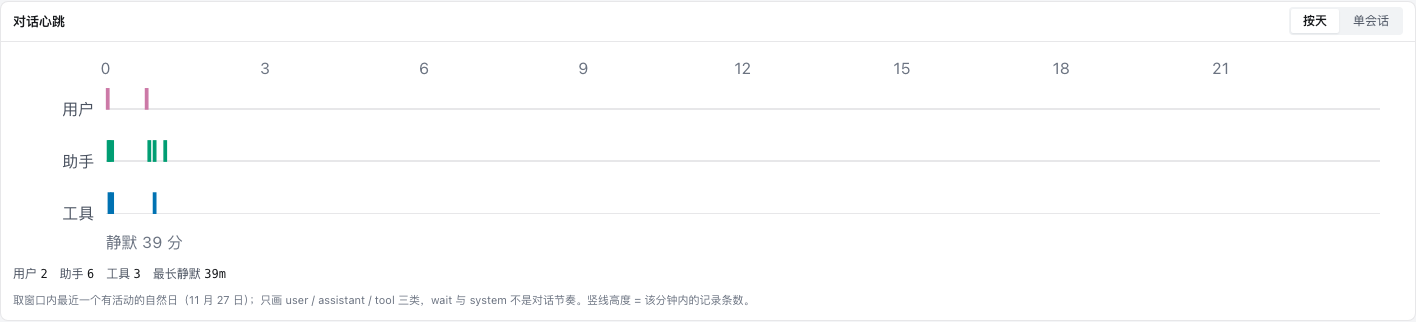 对话心跳
按天 单会话
0 3 6 9 12 15 18 21
用户
助手
工具
静默 39 分
用户 2 助手 6 工具 3 最长静默 39m
取窗口内最近一个有活动的自然日（11 月 27 日）；只画 user / assistant / tool 三类，wait 与 system 不是对话节奏。竖线高度 = 该分钟内的记录条数。